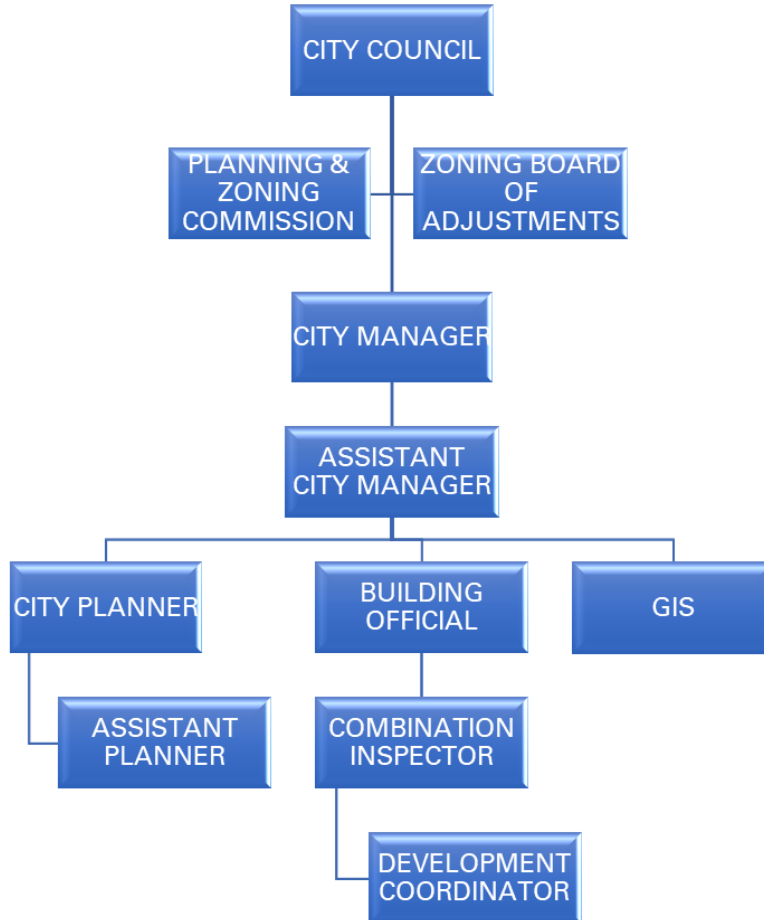 CITY COUNCIL
PLANNING &
ZONING
COMMISSION
ZONING BOARD
OF
ADJUSTMENTS
CITY MANAGER
ASSISTANT
CITY MANAGER
CITY PLANNER
BUILDING
OFFICIAL
GIS
ASSISTANT
PLANNER
COMBINATION
INSPECTOR
DEVELOPMENT
COORDINATOR